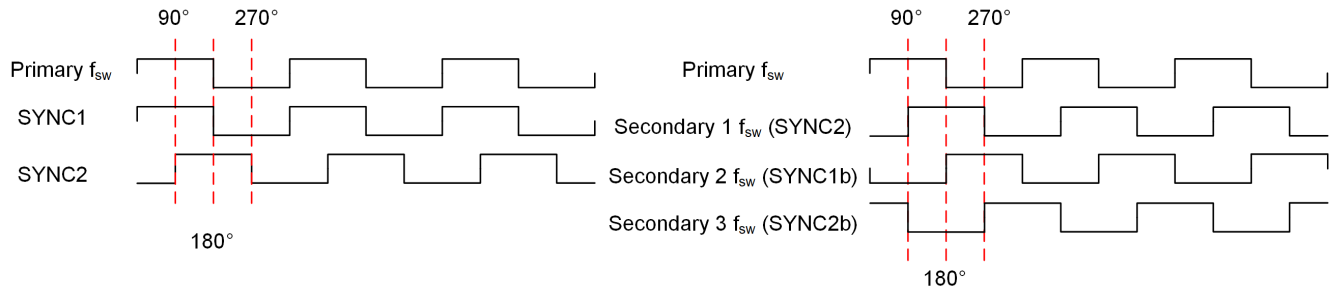 90° 270°
Primary fsw
SYNC1
SYNC2
180°
90° 270°
Primary fsw
Secondary 1 fsw (SYNC2)
Secondary 2 fsw (SYNC1b)
Secondary 3 fsw (SYNC2b)
180°